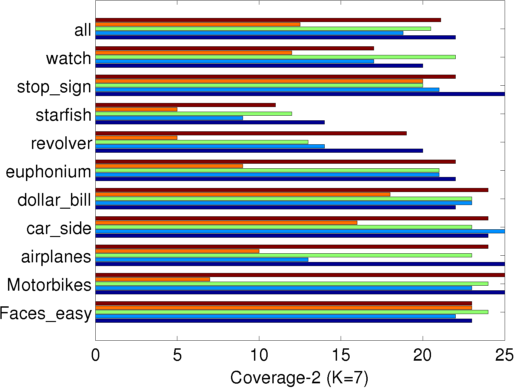 all
watch
stop_sign
starfish
revolver
euphonium
dollar_bill
car_side
airplanes
Motorbikes
Faces_easy
0 5 10 15 20 25
Coverage-2 (K=7)